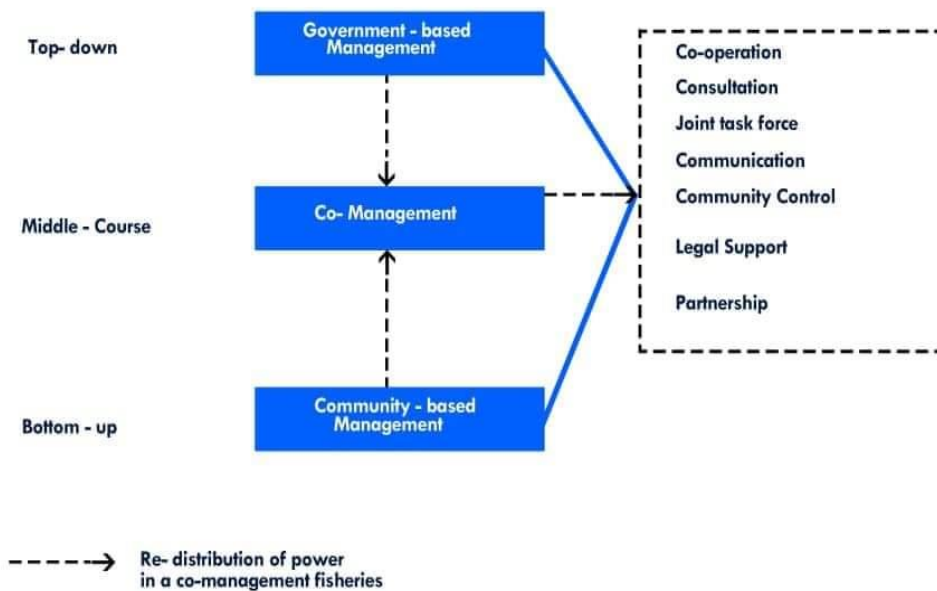 Top- down
Government - based
Management
Co-operation
Consultation
Joint task force
Communication
Community Control
Legal Support
Partnership
Middle - Course
Co- Management
Bottom - up
Community - based
Management
Re- distribution of power
in a co-management fisheries